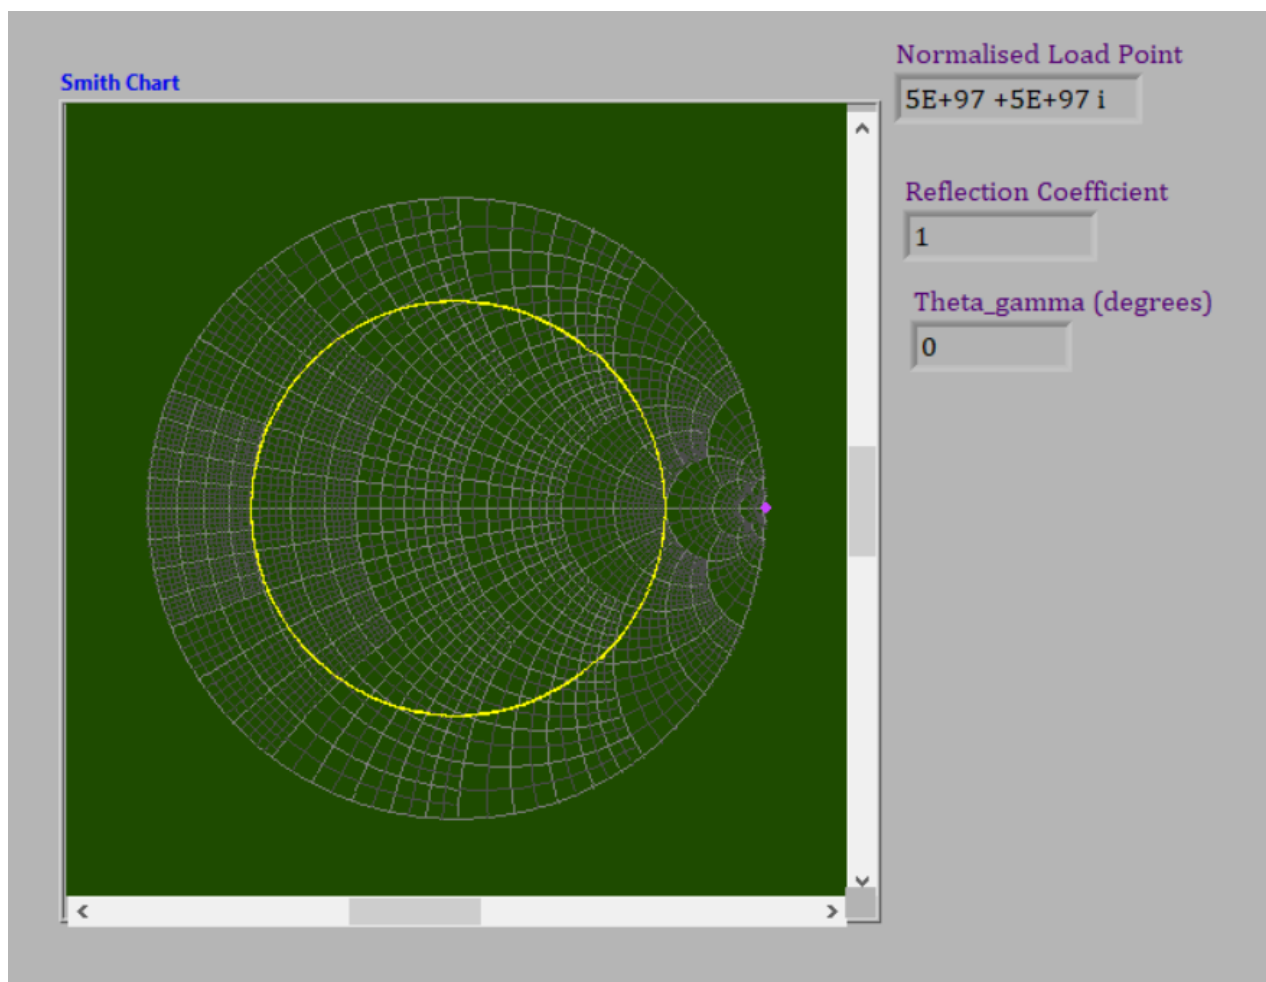 Smith Chart
Normalised Load Point
5E+97 +5E+97 i
Reflection Coefficient
1
Theta_gamma (degrees)
0